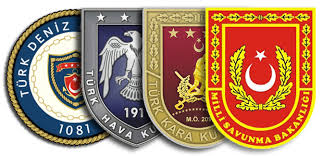 TÜRK DENİZ
1081
TÜRK HAVA KU
191
TÜRK KARA KU
M.Ö. 20
MİLLİ SAVUNMA BAKANLIĞI